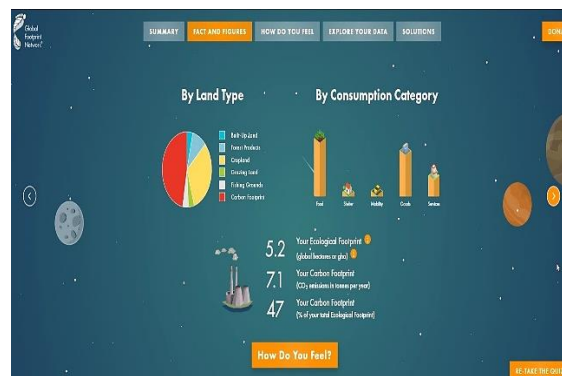 Global
Footprint
Network
SUMMARY
FACT AND FIGURES
HOW DO YOU FEEL
EXPLORE YOUR DATA
SOLUTIONS
By Land Type
By Consumption Category
Built-Up Land
Forest Products
Cropland
Grazing Land
Fishing Grounds
Carbon Footprint
Food
Shelter
Mobility
Goods
Services
5.2
Your Ecological Footprint
(global hectares or gha)
7.1
Your Carbon Footprint
(CO₂ emissions in tonnes per year)
47
Your Carbon Footprint
(% of your total Ecological Footprint)
How Do You Feel?
RE-TAKE THE QUI